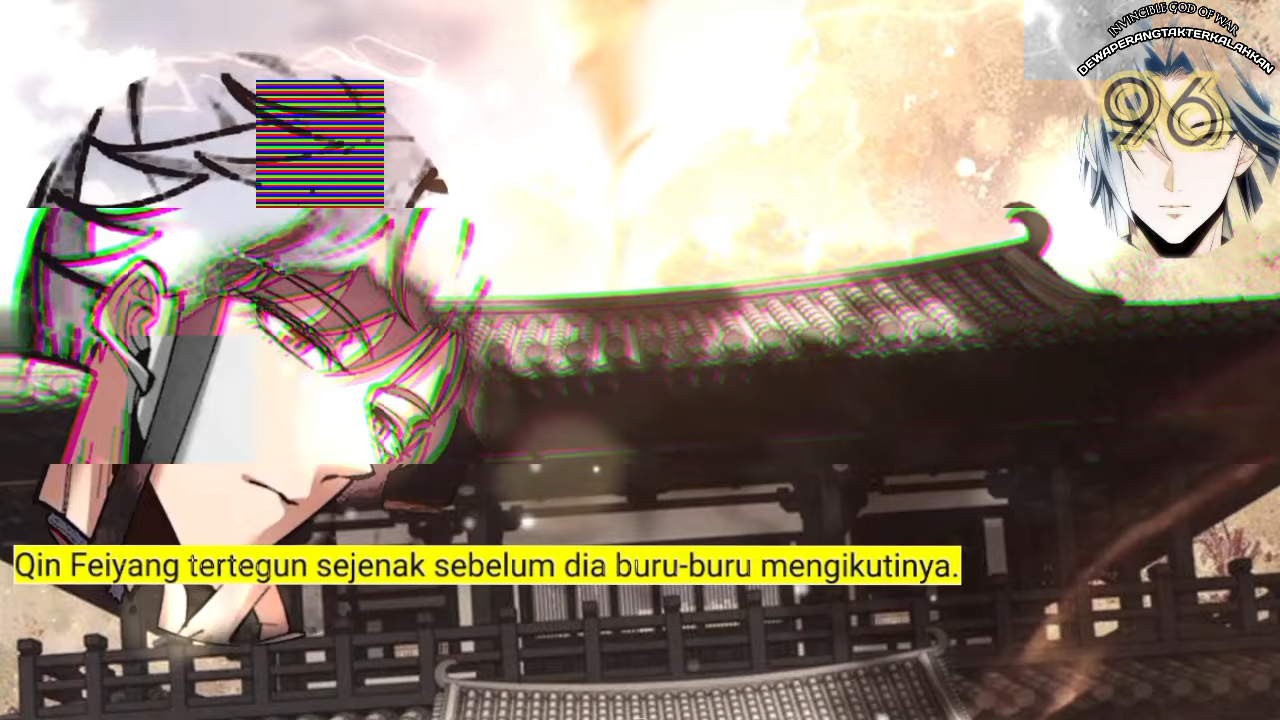 INVINCIBLE GOD OF WAR
DEWAPERANGTAKTERKALAHKAN
96
Qin Feiyang tertegun sejenak sebelum dia buru-buru mengikutinya.